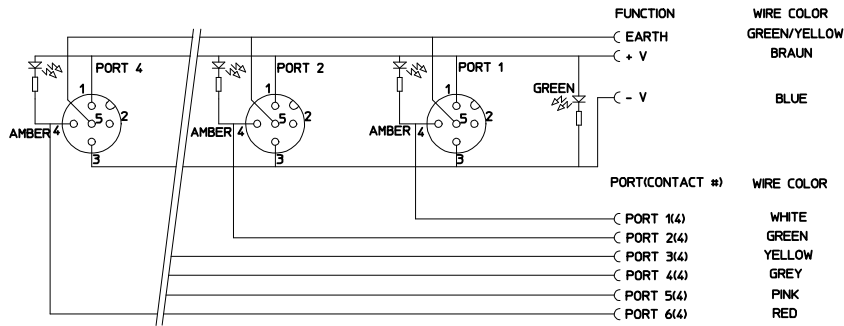 FUNCTION WIRE COLOR
EARTH GREEN/YELLOW
+ V BRAUN
PORT 4 PORT 2 PORT 1
GREEN
- V BLUE
1 1 1
AMBER 4 5 2 AMBER 4 5 2 AMBER 4 5 2
3 3 3
PORT(CONTACT #) WIRE COLOR
PORT 1(4) WHITE
PORT 2(4) GREEN
PORT 3(4) YELLOW
PORT 4(4) GREY
PORT 5(4) PINK
PORT 6(4) RED